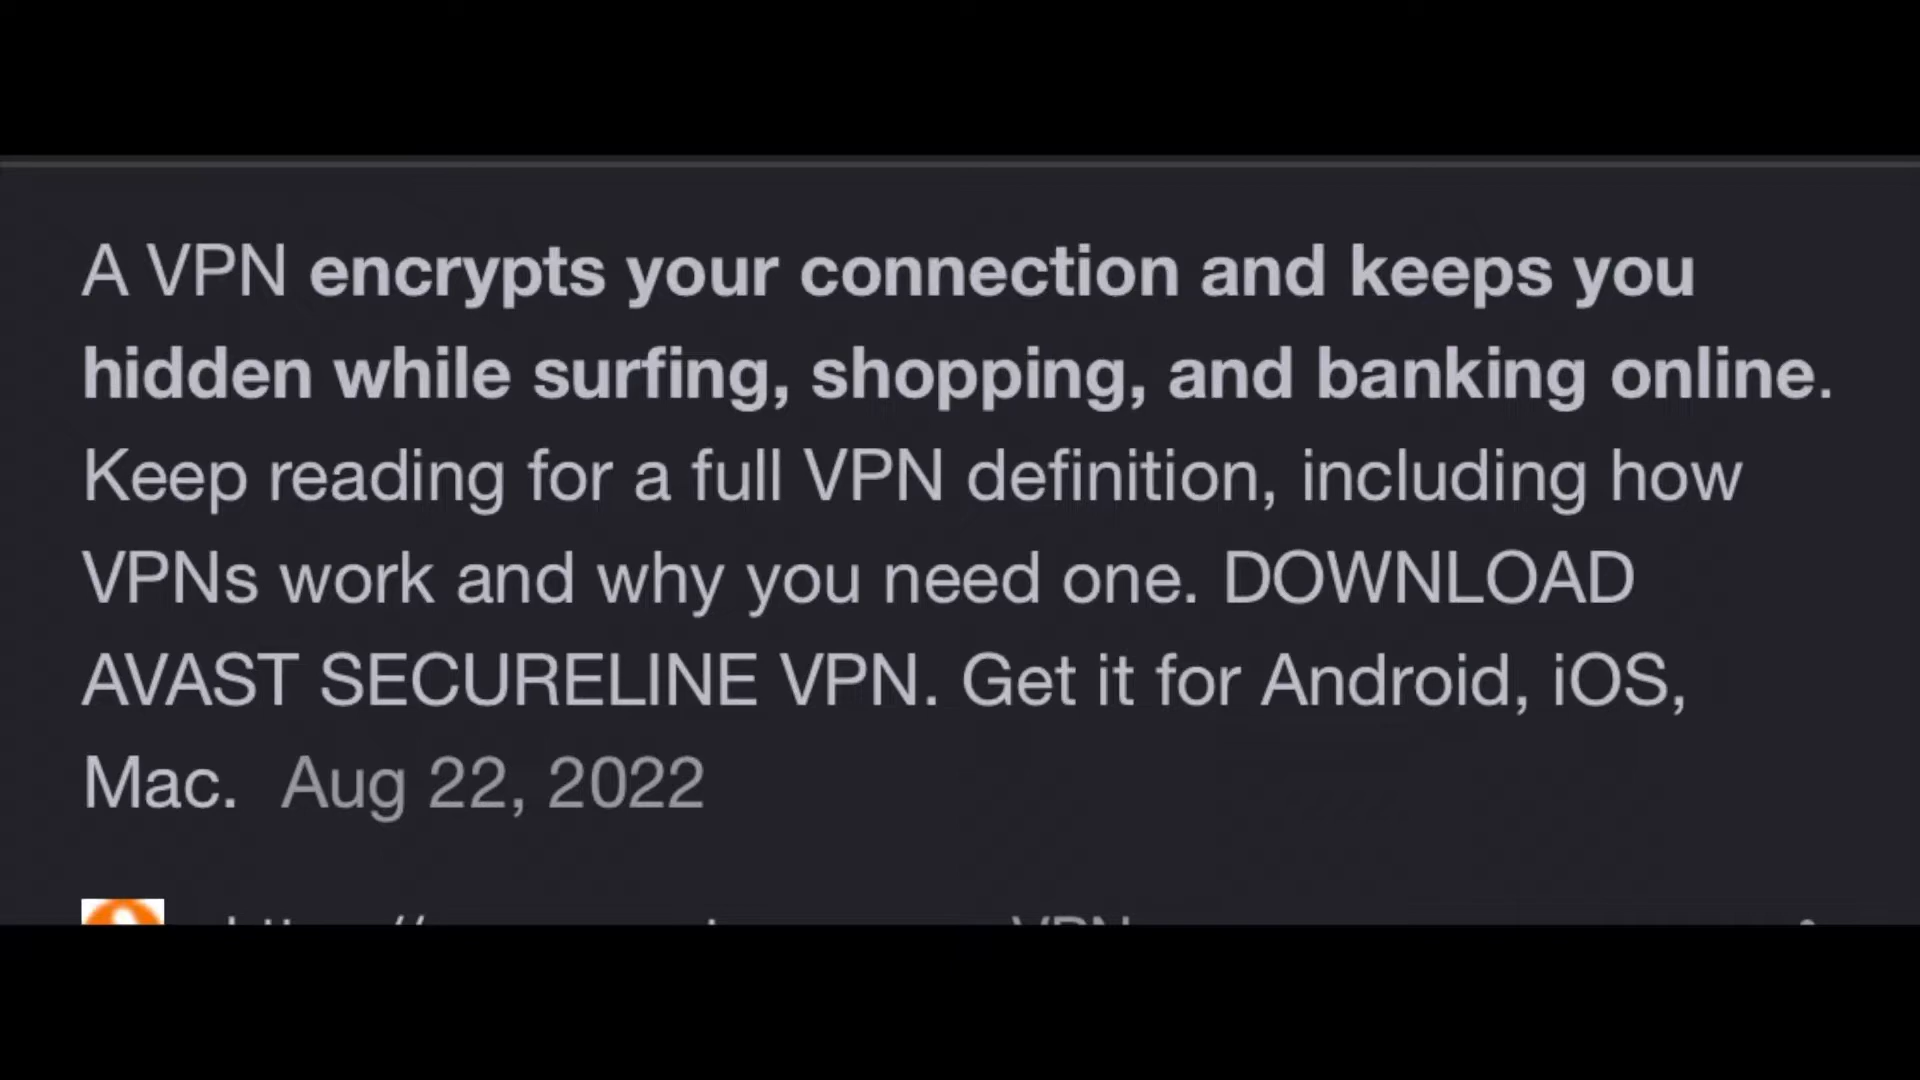 A VPN encrypts your connection and keeps you
hidden while surfing, shopping, and banking online.
Keep reading for a full VPN definition, including how
VPNs work and why you need one. DOWNLOAD
AVAST SECURELINE VPN. Get it for Android, iOS,
Mac. Aug 22, 2022